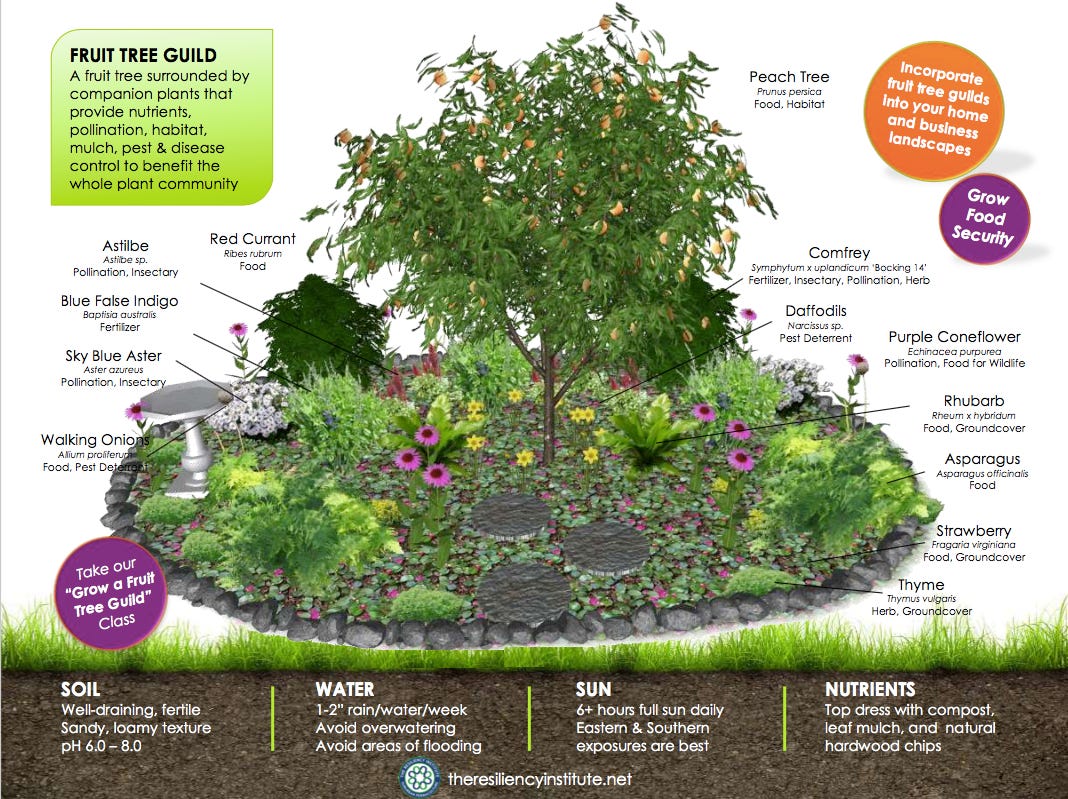 FRUIT TREE GUILD
A fruit tree surrounded by
companion plants that
provide nutrients,
pollination, habitat,
mulch, pest & disease
control to benefit the
whole plant community
Peach Tree
Prunus persica
Food, Habitat
Incorporate
fruit tree guilds
into your home
and business
landscapes
Grow
Food
Security
Astilbe
Astilbe sp.
Pollination, Insectary
Red Currant
Ribes rubrum
Food
Blue False Indigo
Baptisia australis
Fertilizer
Sky Blue Aster
Aster azureus
Pollination, Insectary
Walking Onions
Allium proliferum
Food, Pest Deterrent
Comfrey
Symphytum x uplandicum 'Bocking 14'
Fertilizer, Insectary, Pollination, Herb
Daffodils
Narcissus sp.
Pest Deterrent
Purple Coneflower
Echinacea purpurea
Pollination, Food for Wildlife
Rhubarb
Rheum x hybridum
Food, Groundcover
Asparagus
Asparagus officinalis
Food
Strawberry
Fragaria virginiana
Food, Groundcover
Thyme
Thymus vulgaris
Herb, Groundcover
Take our
"Grow a Fruit
Tree Guild"
Class
SOIL
Well-draining, fertile
Sandy, loamy texture
pH 6.0 – 8.0
WATER
1-2" rain/water/week
Avoid overwatering
Avoid areas of flooding
SUN
6+ hours full sun daily
Eastern & Southern
exposures are best
NUTRIENTS
Top dress with compost,
leaf mulch, and natural
hardwood chips
theresiliencyinstitute.net